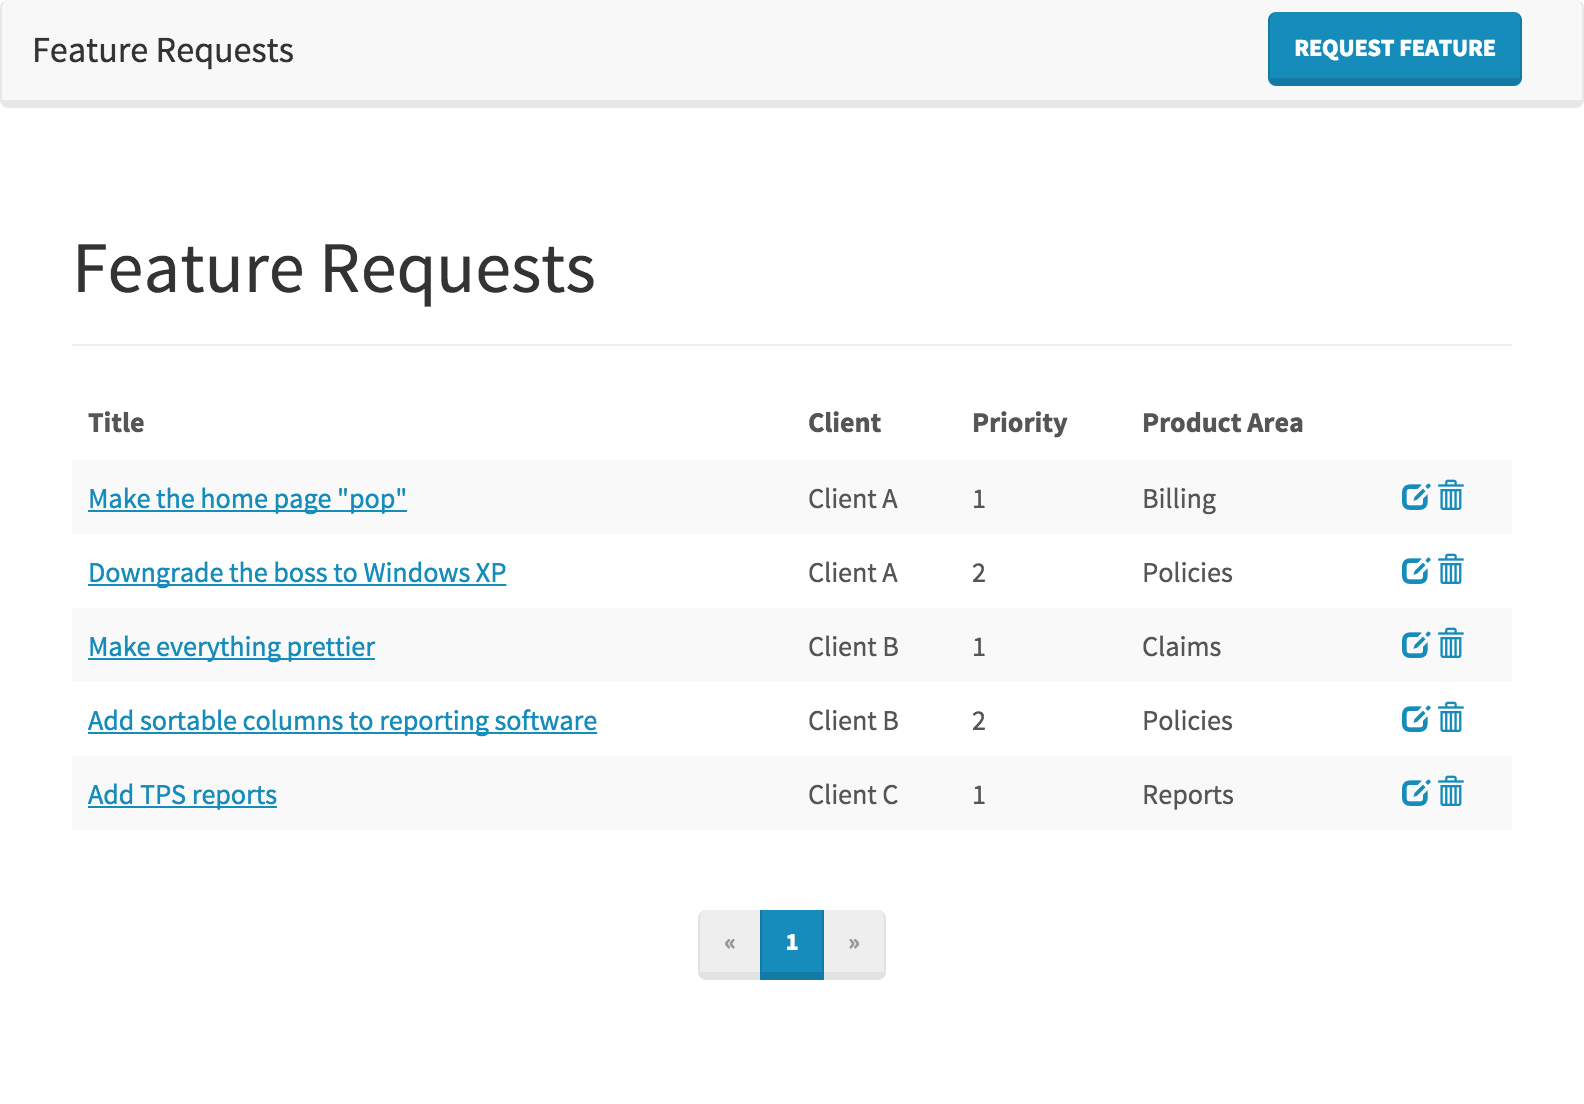 Feature Requests
REQUEST FEATURE
Feature Requests
Title Client Priority Product Area
Make the home page "pop" Client A 1 Billing
Downgrade the boss to Windows XP Client A 2 Policies
Make everything prettier Client B 1 Claims
Add sortable columns to reporting software Client B 2 Policies
Add TPS reports Client C 1 Reports
« 1 »